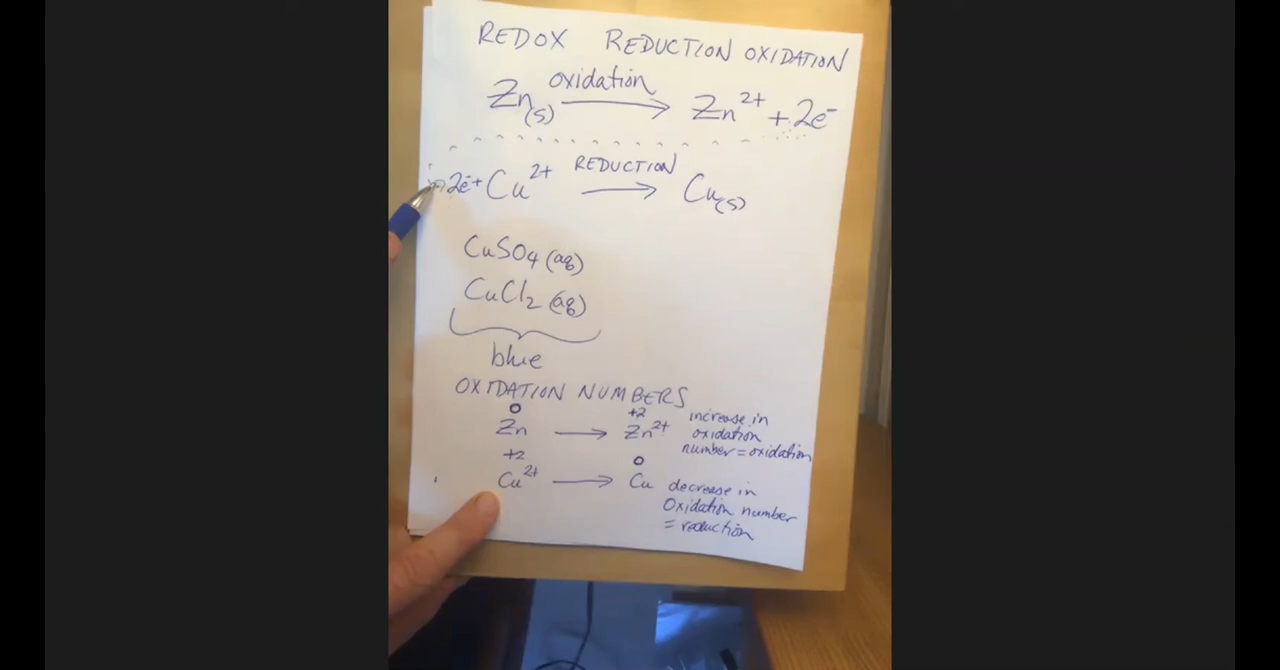 REDOX REDUCTION OXIDATION
Zn(s) oxidation → Zn²⁺ + 2e⁻
2e⁻ + Cu²⁺ REDUCTION → Cu(s)
CuSO₄ (aq)
CuCl₂ (aq)
blue
OXIDATION NUMBERS
0 +2
Zn → Zn²⁺
increase in
oxidation
number = oxidation
+2 0
Cu²⁺ → Cu
decrease in
Oxidation number
= reduction